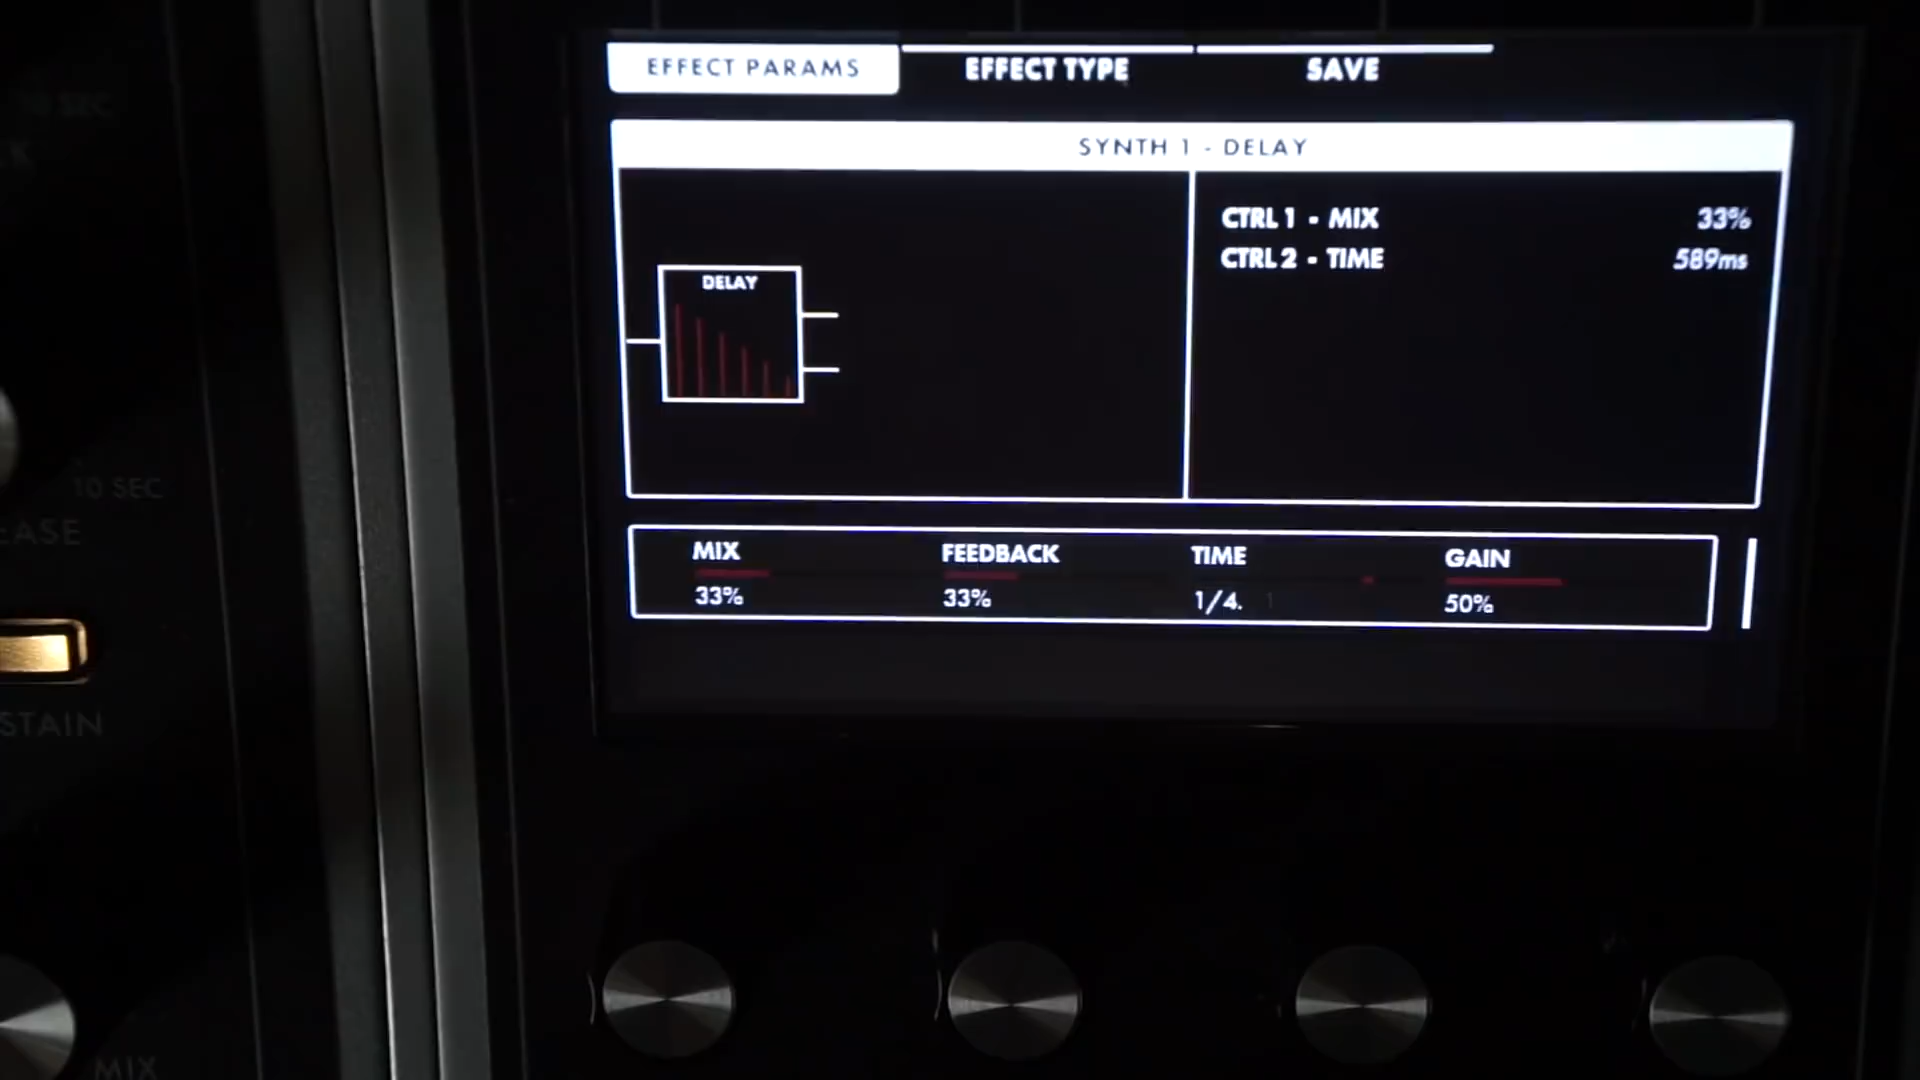 EFFECT PARAMS
EFFECT TYPE
SAVE
SYNTH 1 - DELAY
DELAY
CTRL 1 - MIX 33%
CTRL 2 - TIME 589ms
MIX FEEDBACK TIME GAIN
33% 33% 1/4. 50%
10 SEC
10 SEC
EASE
STAIN
MIX